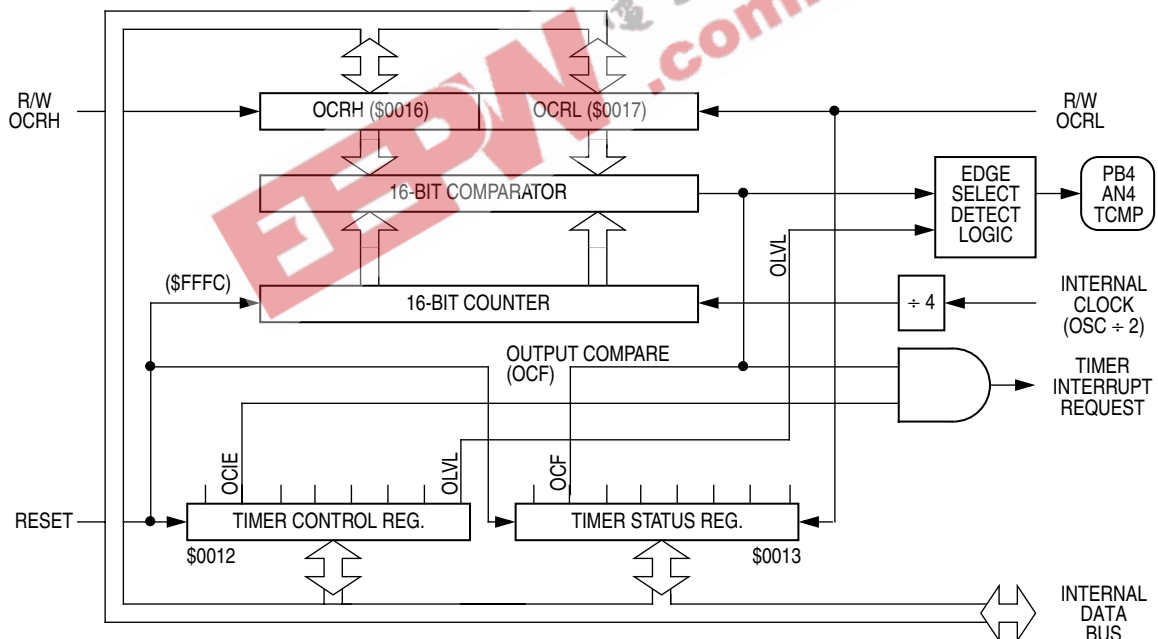 EEPW
.com
R/W
OCRH
OCRH ($0016)
OCRL ($0017)
R/W
OCRL
16-BIT COMPARATOR
EDGE
SELECT
DETECT
LOGIC
PB4
AN4
TCMP
OLVL
($FFFC)
16-BIT COUNTER
÷ 4
INTERNAL
CLOCK
(OSC ÷ 2)
OUTPUT COMPARE
(OCF)
TIMER
INTERRUPT
REQUEST
OCIE
OLVL
OCF
RESET
TIMER CONTROL REG.
TIMER STATUS REG.
$0012
$0013
INTERNAL
DATA
BUS